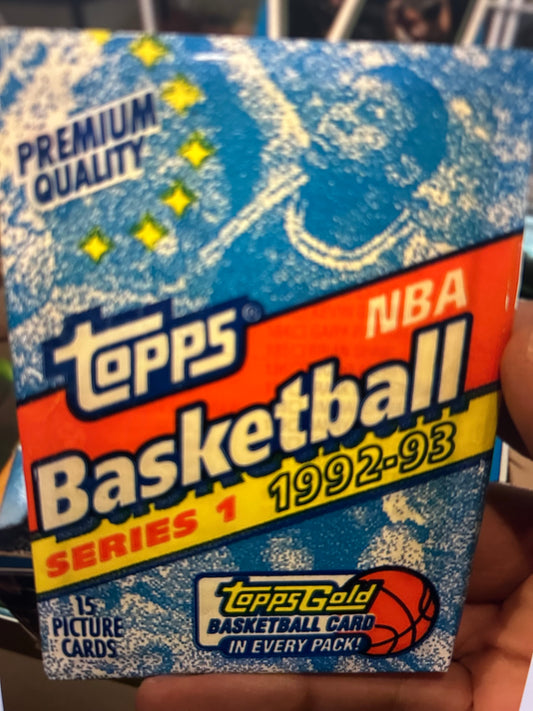 PREMIUM
QUALITY
Topps®
NBA
Basketball
SERIES 1 1992-93
15
PICTURE
CARDS
ToppsGold
BASKETBALL CARD
IN EVERY PACK!